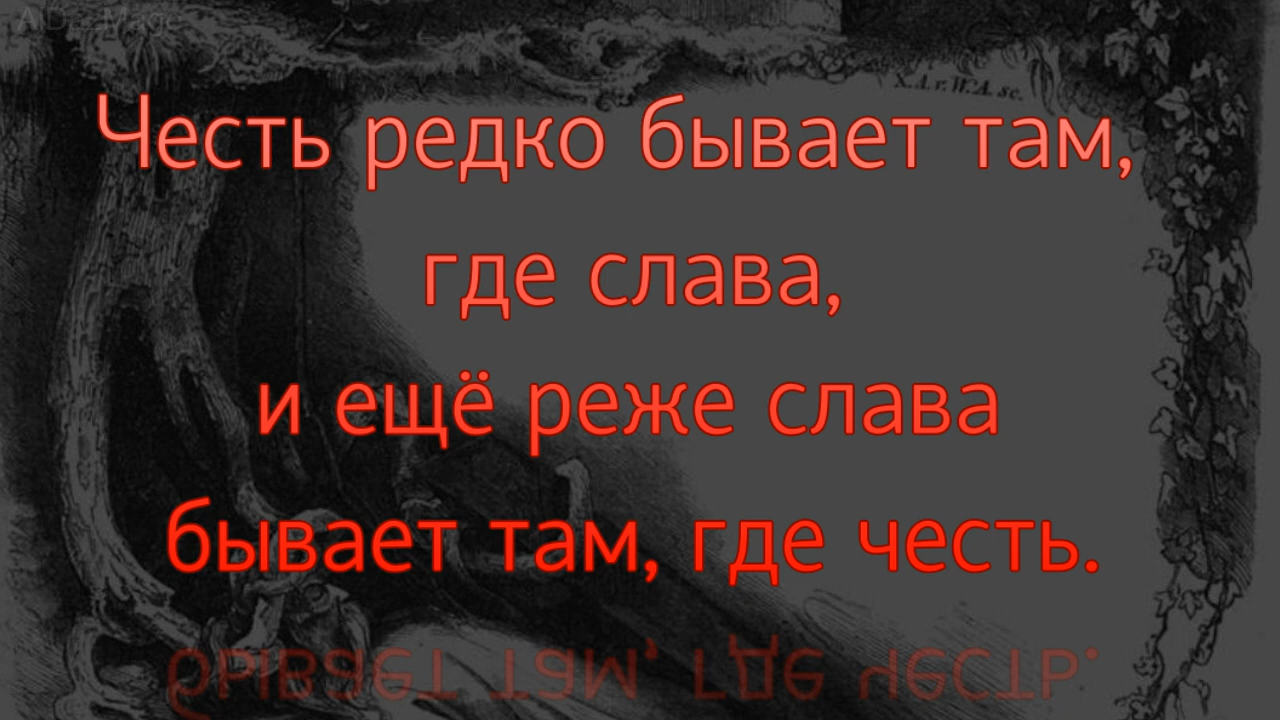 Честь редко бывает там,
где слава,
и ещё реже слава
бывает там, где честь.